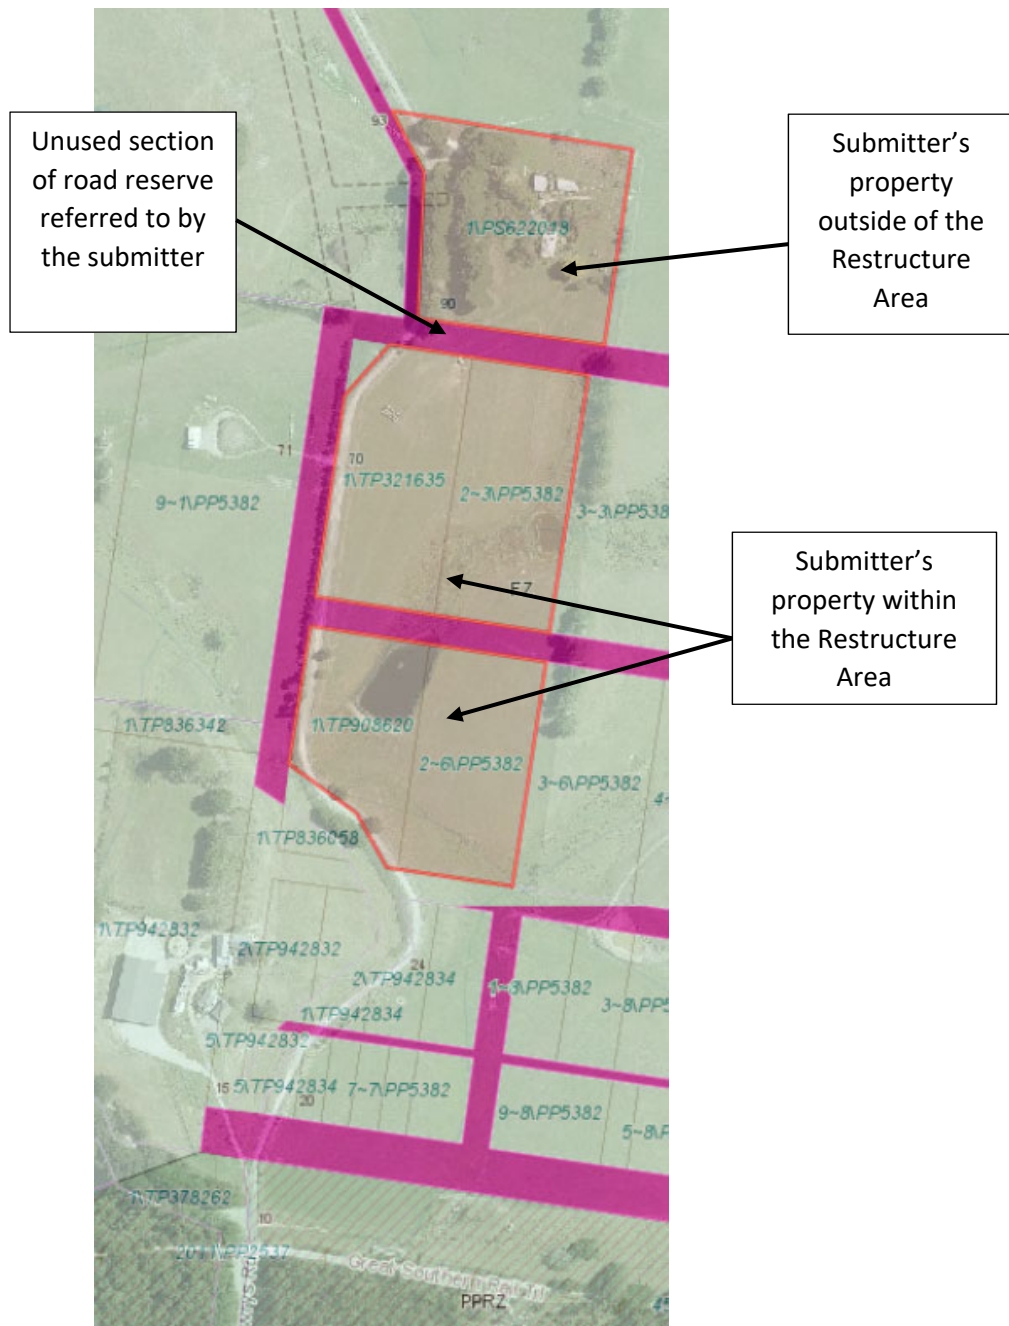 Unused section
of road reserve
referred to by
the submitter
Submitter’s
property
outside of the
Restructure
Area
Submitter’s
property within
the Restructure
Area
93
1\PS622018
90
71
70
1\TP321635
2~3\PP5382
9~1\PP5382
3~3\PP538
FZ
1\TP836342
1\TP908620
2~6\PP5382
3~6\PP5382
4~
1\TP836058
1\TP942832
2\TP942832
24
2\TP942834
1~8\PP5382
3~8\PP5
1\TP942834
5\TP942832
15
5\TP942834
7~7\PP5382
20
9~8\PP5382
5~8\P
1\TP378262
10
Great Southern Rail Trl
PPRZ